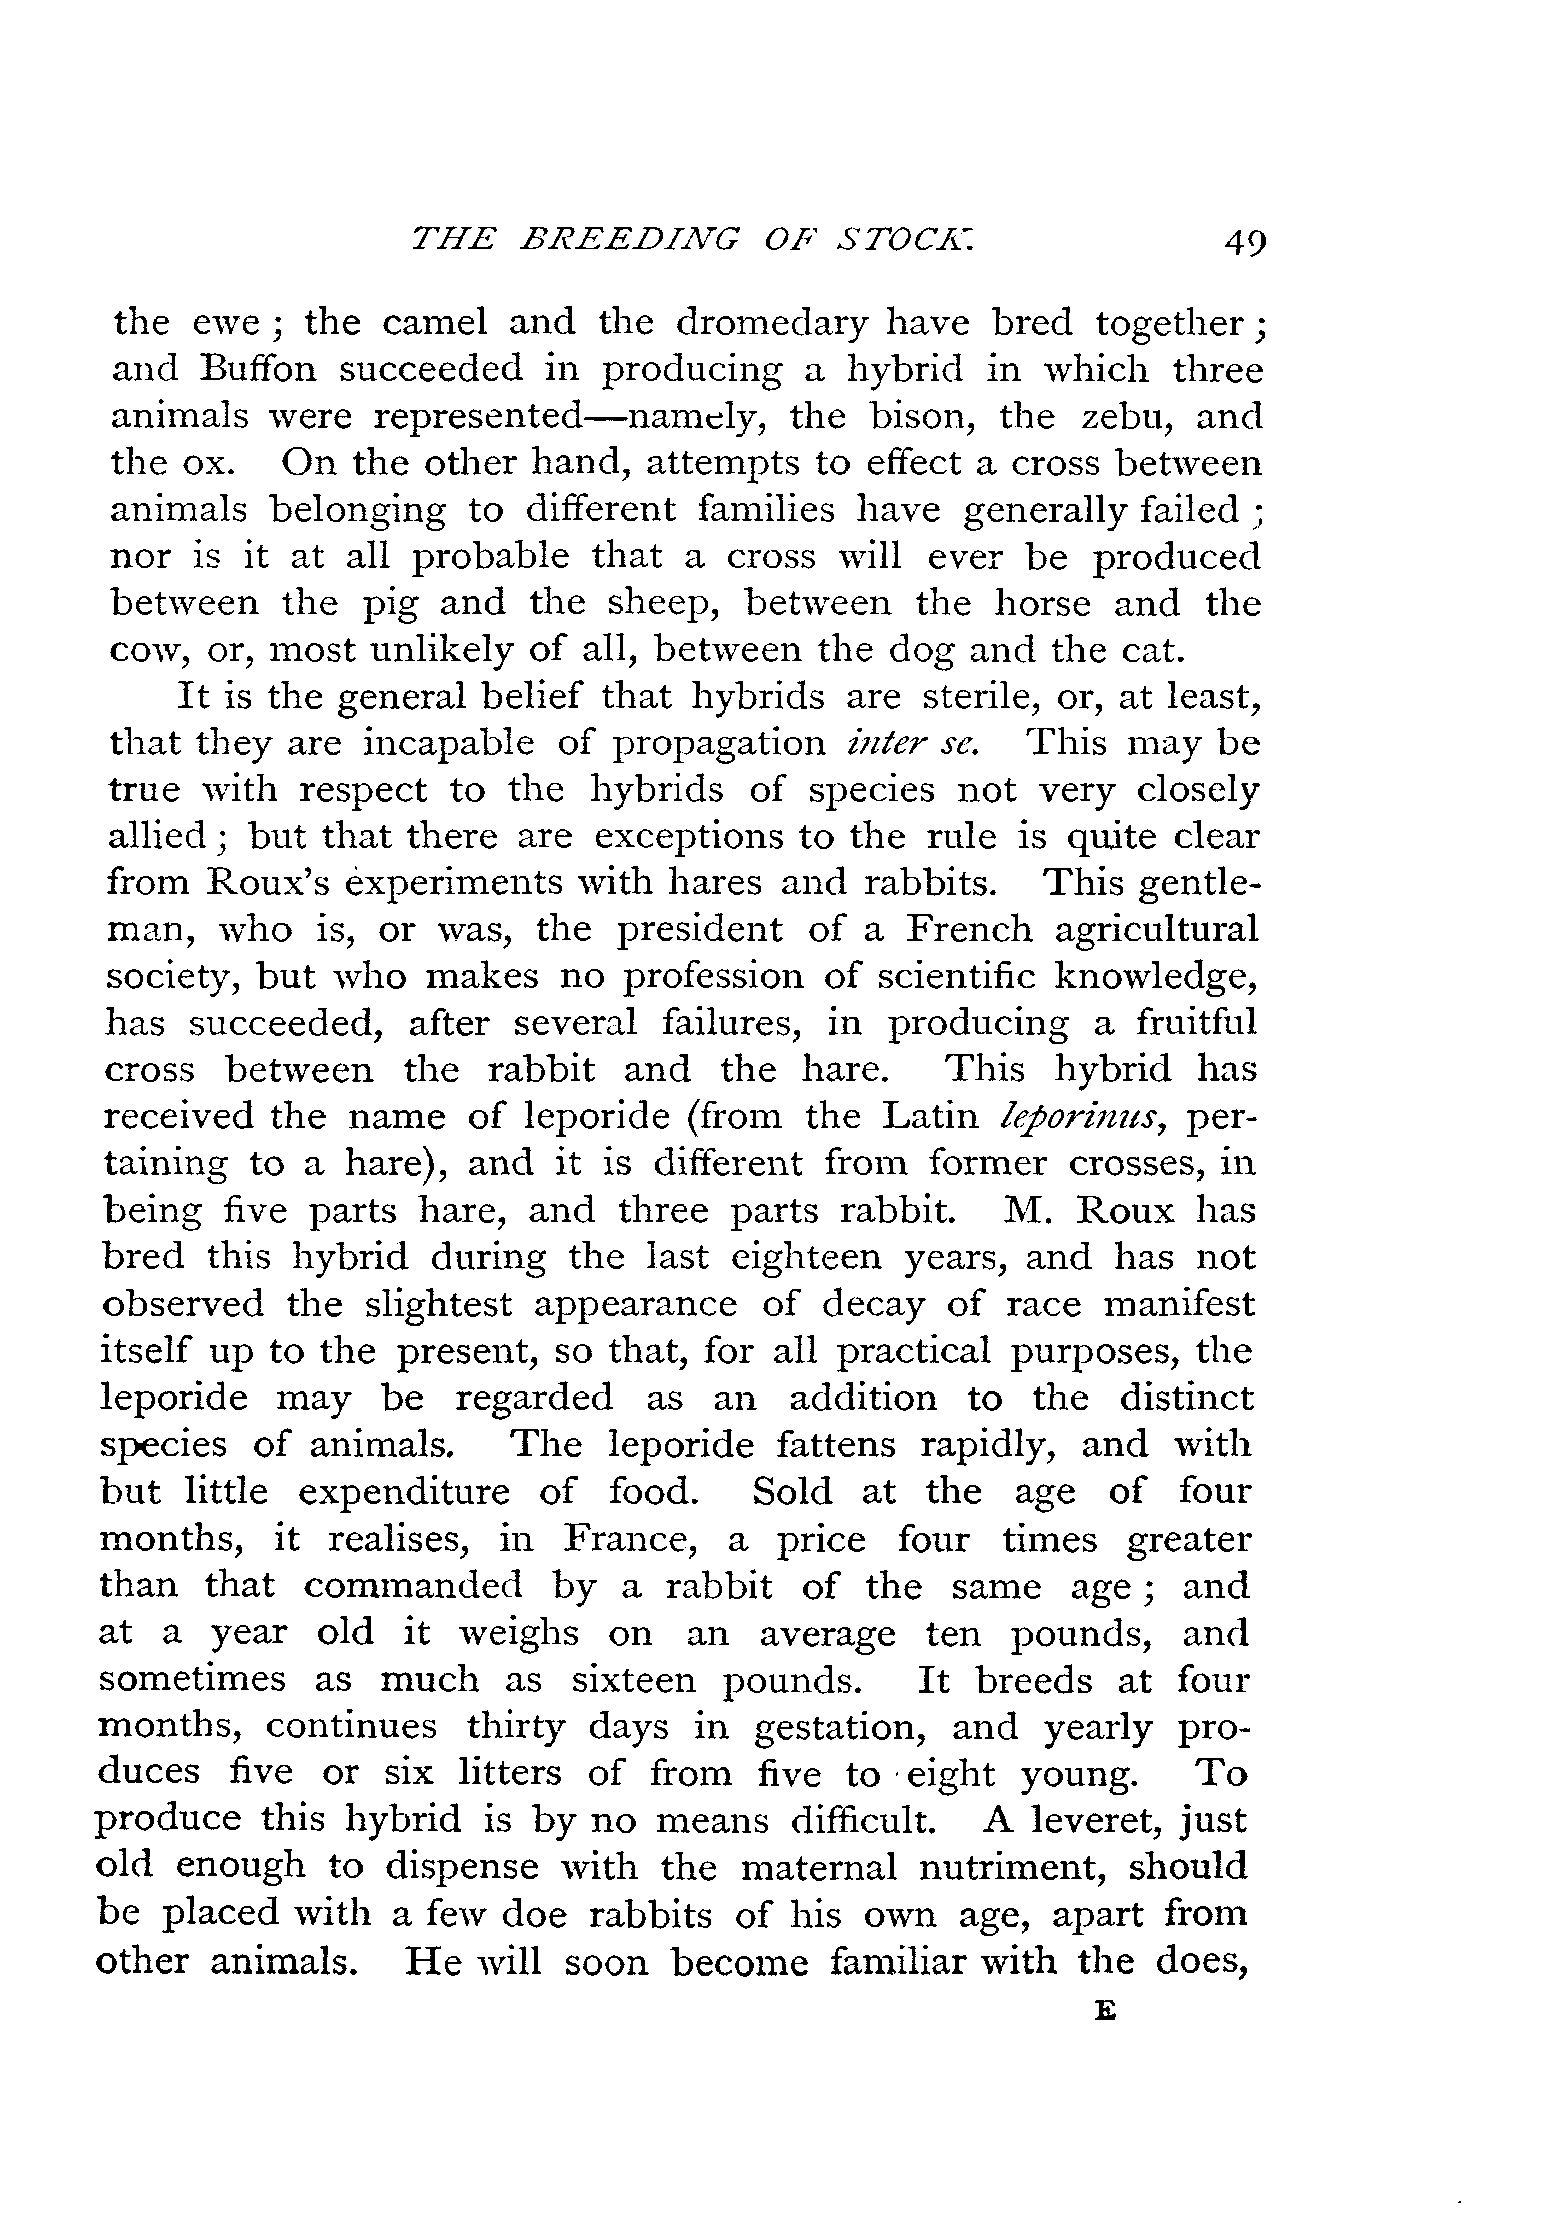 THE BREEDING OF STOCK. 49
the ewe ; the camel and the dromedary have bred together ;
and Buffon succeeded in producing a hybrid in which three
animals were represented—namely, the bison, the zebu, and
the ox. On the other hand, attempts to effect a cross between
animals belonging to different families have generally failed ;
nor is it at all probable that a cross will ever be produced
between the pig and the sheep, between the horse and the
cow, or, most unlikely of all, between the dog and the cat.
It is the general belief that hybrids are sterile, or, at least,
that they are incapable of propagation inter se. This may be
true with respect to the hybrids of species not very closely
allied ; but that there are exceptions to the rule is quite clear
from Roux's experiments with hares and rabbits. This gentle-
man, who is, or was, the president of a French agricultural
society, but who makes no profession of scientific knowledge,
has succeeded, after several failures, in producing a fruitful
cross between the rabbit and the hare. This hybrid has
received the name of leporide (from the Latin leporinus, per-
taining to a hare), and it is different from former crosses, in
being five parts hare, and three parts rabbit. M. Roux has
bred this hybrid during the last eighteen years, and has not
observed the slightest appearance of decay of race manifest
itself up to the present, so that, for all practical purposes, the
leporide may be regarded as an addition to the distinct
species of animals. The leporide fattens rapidly, and with
but little expenditure of food. Sold at the age of four
months, it realises, in France, a price four times greater
than that commanded by a rabbit of the same age ; and
at a year old it weighs on an average ten pounds, and
sometimes as much as sixteen pounds. It breeds at four
months, continues thirty days in gestation, and yearly pro-
duces five or six litters of from five to eight young. To
produce this hybrid is by no means difficult. A leveret, just
old enough to dispense with the maternal nutriment, should
be placed with a few doe rabbits of his own age, apart from
other animals. He will soon become familiar with the does,
E